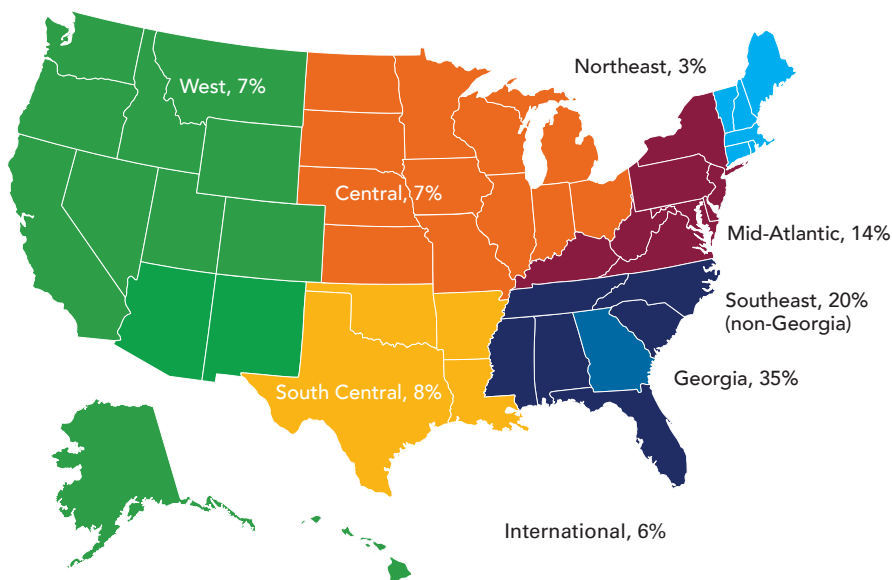 Northeast, 3%
West, 7%
Central, 7%
Mid-Atlantic, 14%
Southeast, 20%
(non-Georgia)
Georgia, 35%
South Central, 8%
International, 6%